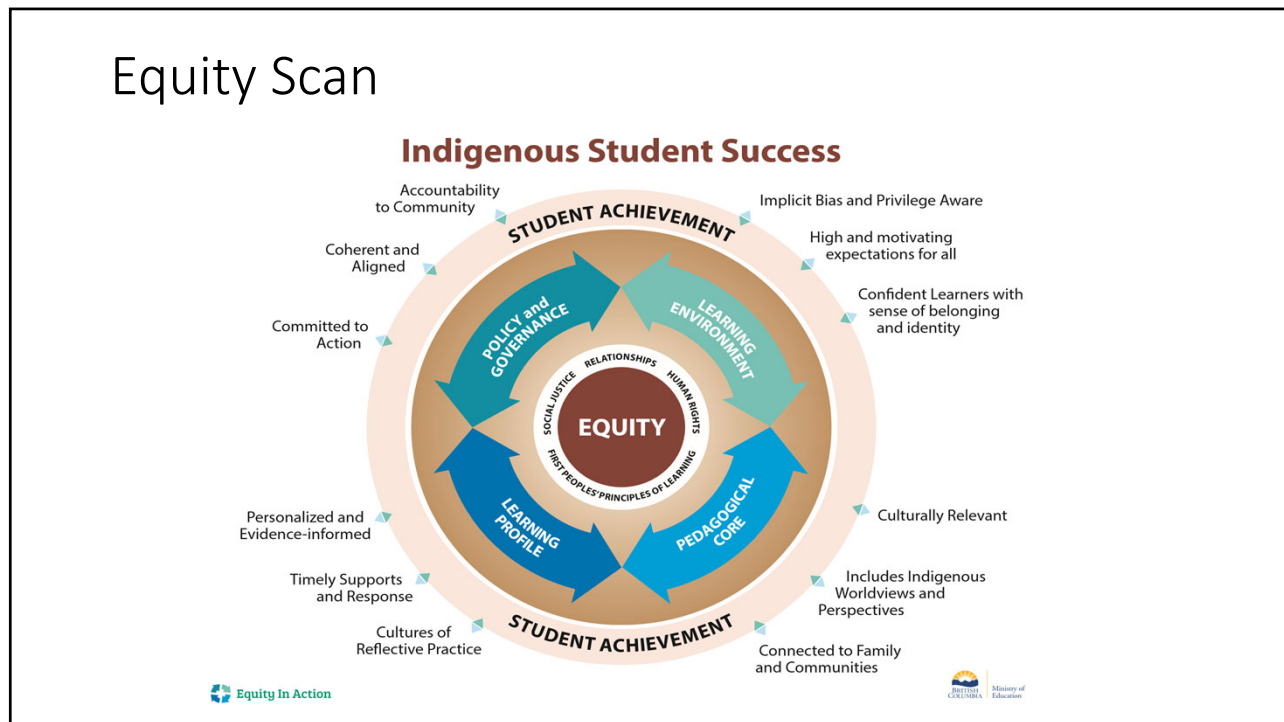 Equity Scan
Indigenous Student Success
Accountability
to Community
Coherent and
Aligned
Committed to
Action
Implicit Bias and Privilege Aware
High and motivating
expectations for all
Confident Learners with
sense of belonging
and identity
STUDENT ACHIEVEMENT
POLICY and
GOVERNANCE
LEARNING
ENVIRONMENT
SOCIAL JUSTICE
RELATIONSHIPS
HUMAN RIGHTS
EQUITY
FIRST PEOPLES' PRINCIPLES OF LEARNING
LEARNING
PROFILE
PEDAGOGICAL
CORE
STUDENT ACHIEVEMENT
Personalized and
Evidence-informed
Timely Supports
and Response
Cultures of
Reflective Practice
Culturally Relevant
Includes Indigenous
Worldviews and
Perspectives
Connected to Family
and Communities
Equity In Action
BRITISH
COLUMBIA
Ministry of
Education